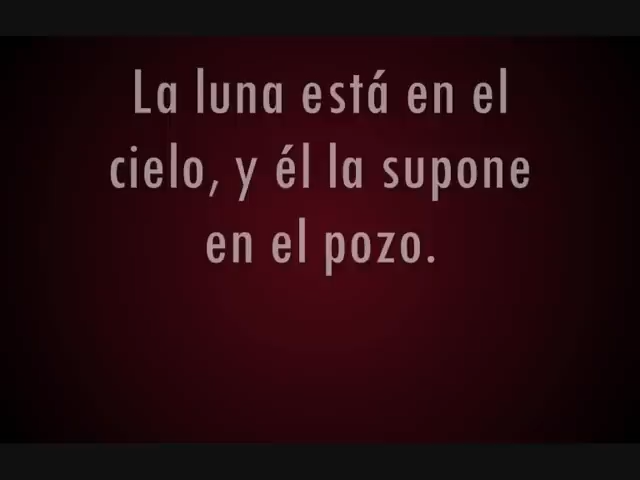 La luna está en el
cielo, y él la supone
en el pozo.